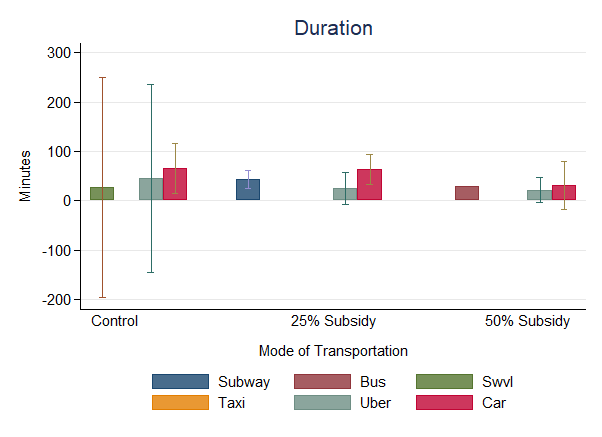 Duration
Minutes
300
200
100
0
-100
-200
Control 25% Subsidy 50% Subsidy
Mode of Transportation
Subway Bus Swvl
Taxi Uber Car